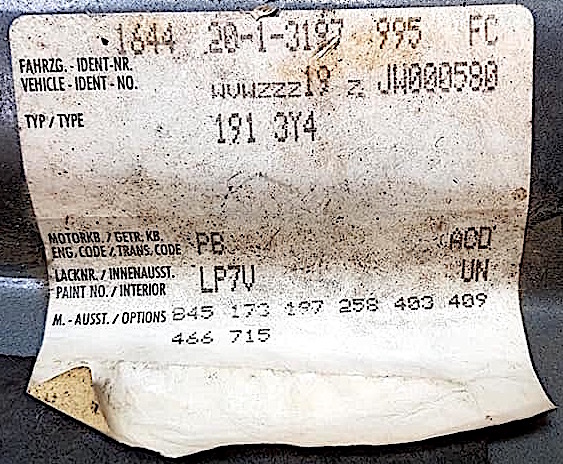 1644 20-1-3197 995 FC
FAHRZG. - IDENT-NR.
VEHICLE - IDENT - NO. WVWZZZ19 Z JW000580
TYP / TYPE 191 3Y4
MOTORKB. / GETR. KB.
ENG. CODE / TRANS. CODE PB AOD
LACKNR. / INNENAUSST.
PAINT NO. / INTERIOR LP7V UN
M. - AUSST. / OPTIONS B45 173 197 258 403 409
466 715